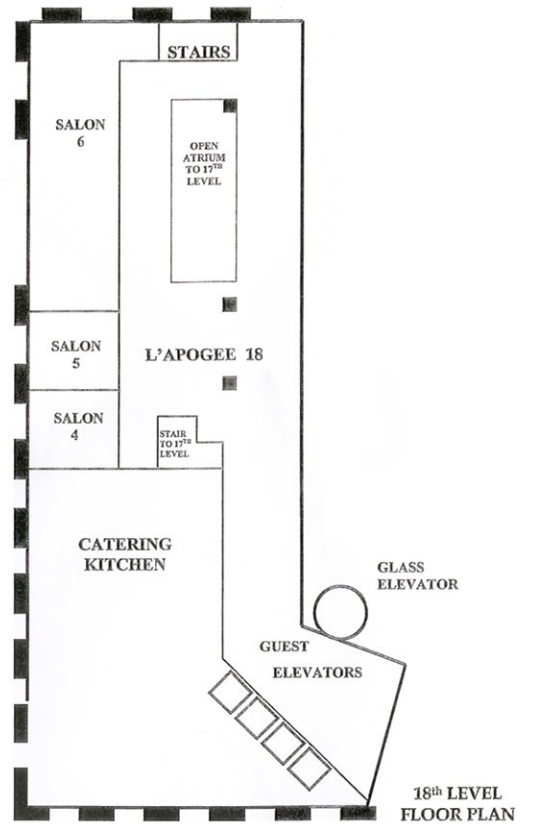 STAIRS
SALON
6
OPEN
ATRIUM
TO 17TH
LEVEL
SALON
5
L'APOGEE 18
SALON
4
STAIR
TO 17TH
LEVEL
CATERING
KITCHEN
GLASS
ELEVATOR
GUEST
ELEVATORS
18th LEVEL
FLOOR PLAN